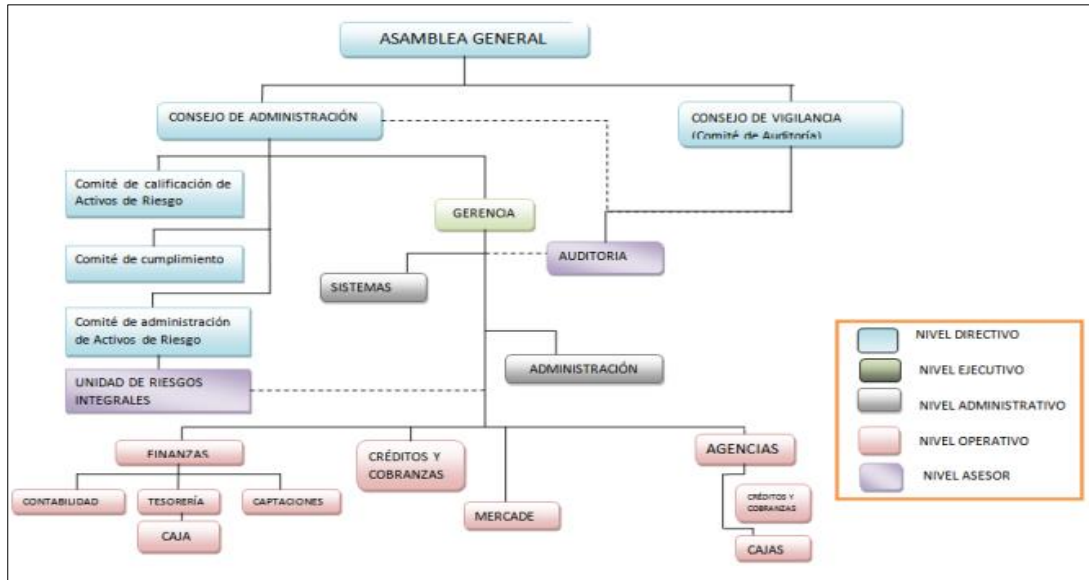 ASAMBLEA GENERAL
CONSEJO DE ADMINISTRACIÓN
CONSEJO DE VIGILANCIA
(Comité de Auditoría)
Comité de calificación de
Activos de Riesgo
GERENCIA
Comité de cumplimiento
AUDITORIA
SISTEMAS
Comité de administración
de Activos de Riesgo
UNIDAD DE RIESGOS
INTEGRALES
ADMINISTRACIÓN
NIVEL DIRECTIVO
NIVEL EJECUTIVO
NIVEL ADMINISTRATIVO
NIVEL OPERATIVO
NIVEL ASESOR
FINANZAS
CRÉDITOS Y
COBRANZAS
AGENCIAS
CONTABILIDAD
TESORERÍA
CAPTACIONES
CAJA
MERCADE
CRÉDITOS Y
COBRANZAS
CAJAS